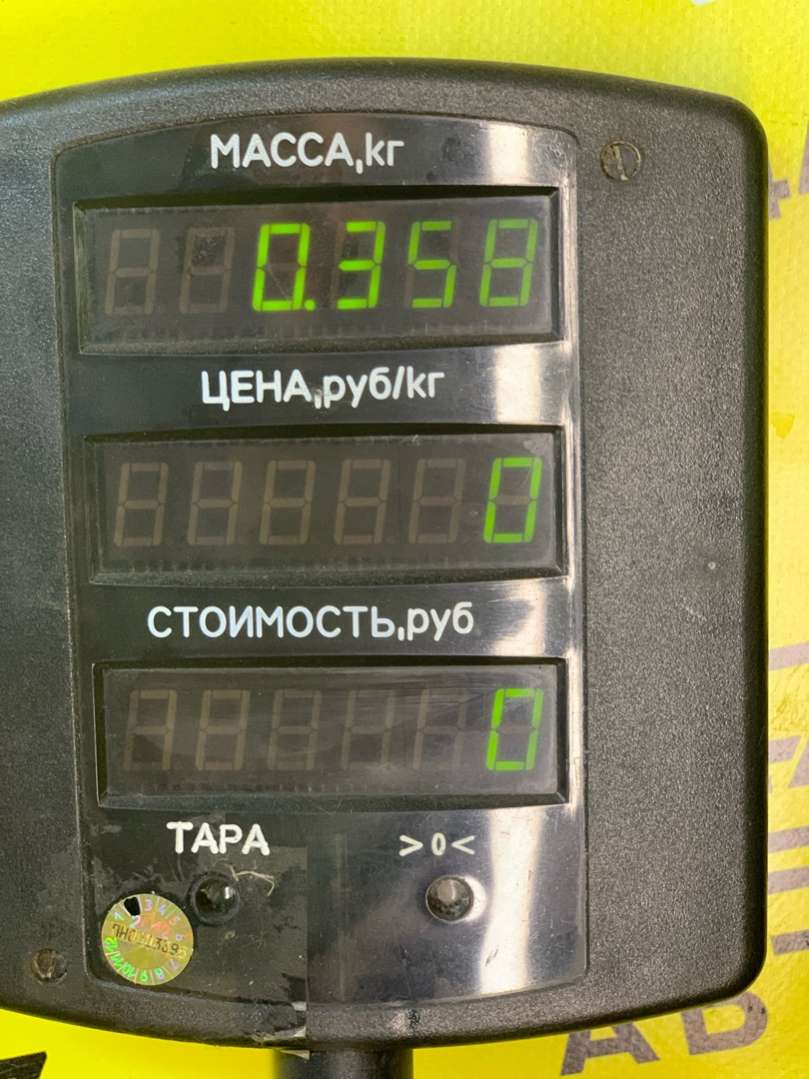 МАССА,кг
0.358
ЦЕНА,руб/кг
0
СТОИМОСТЬ,руб
0
ТАРА >0<